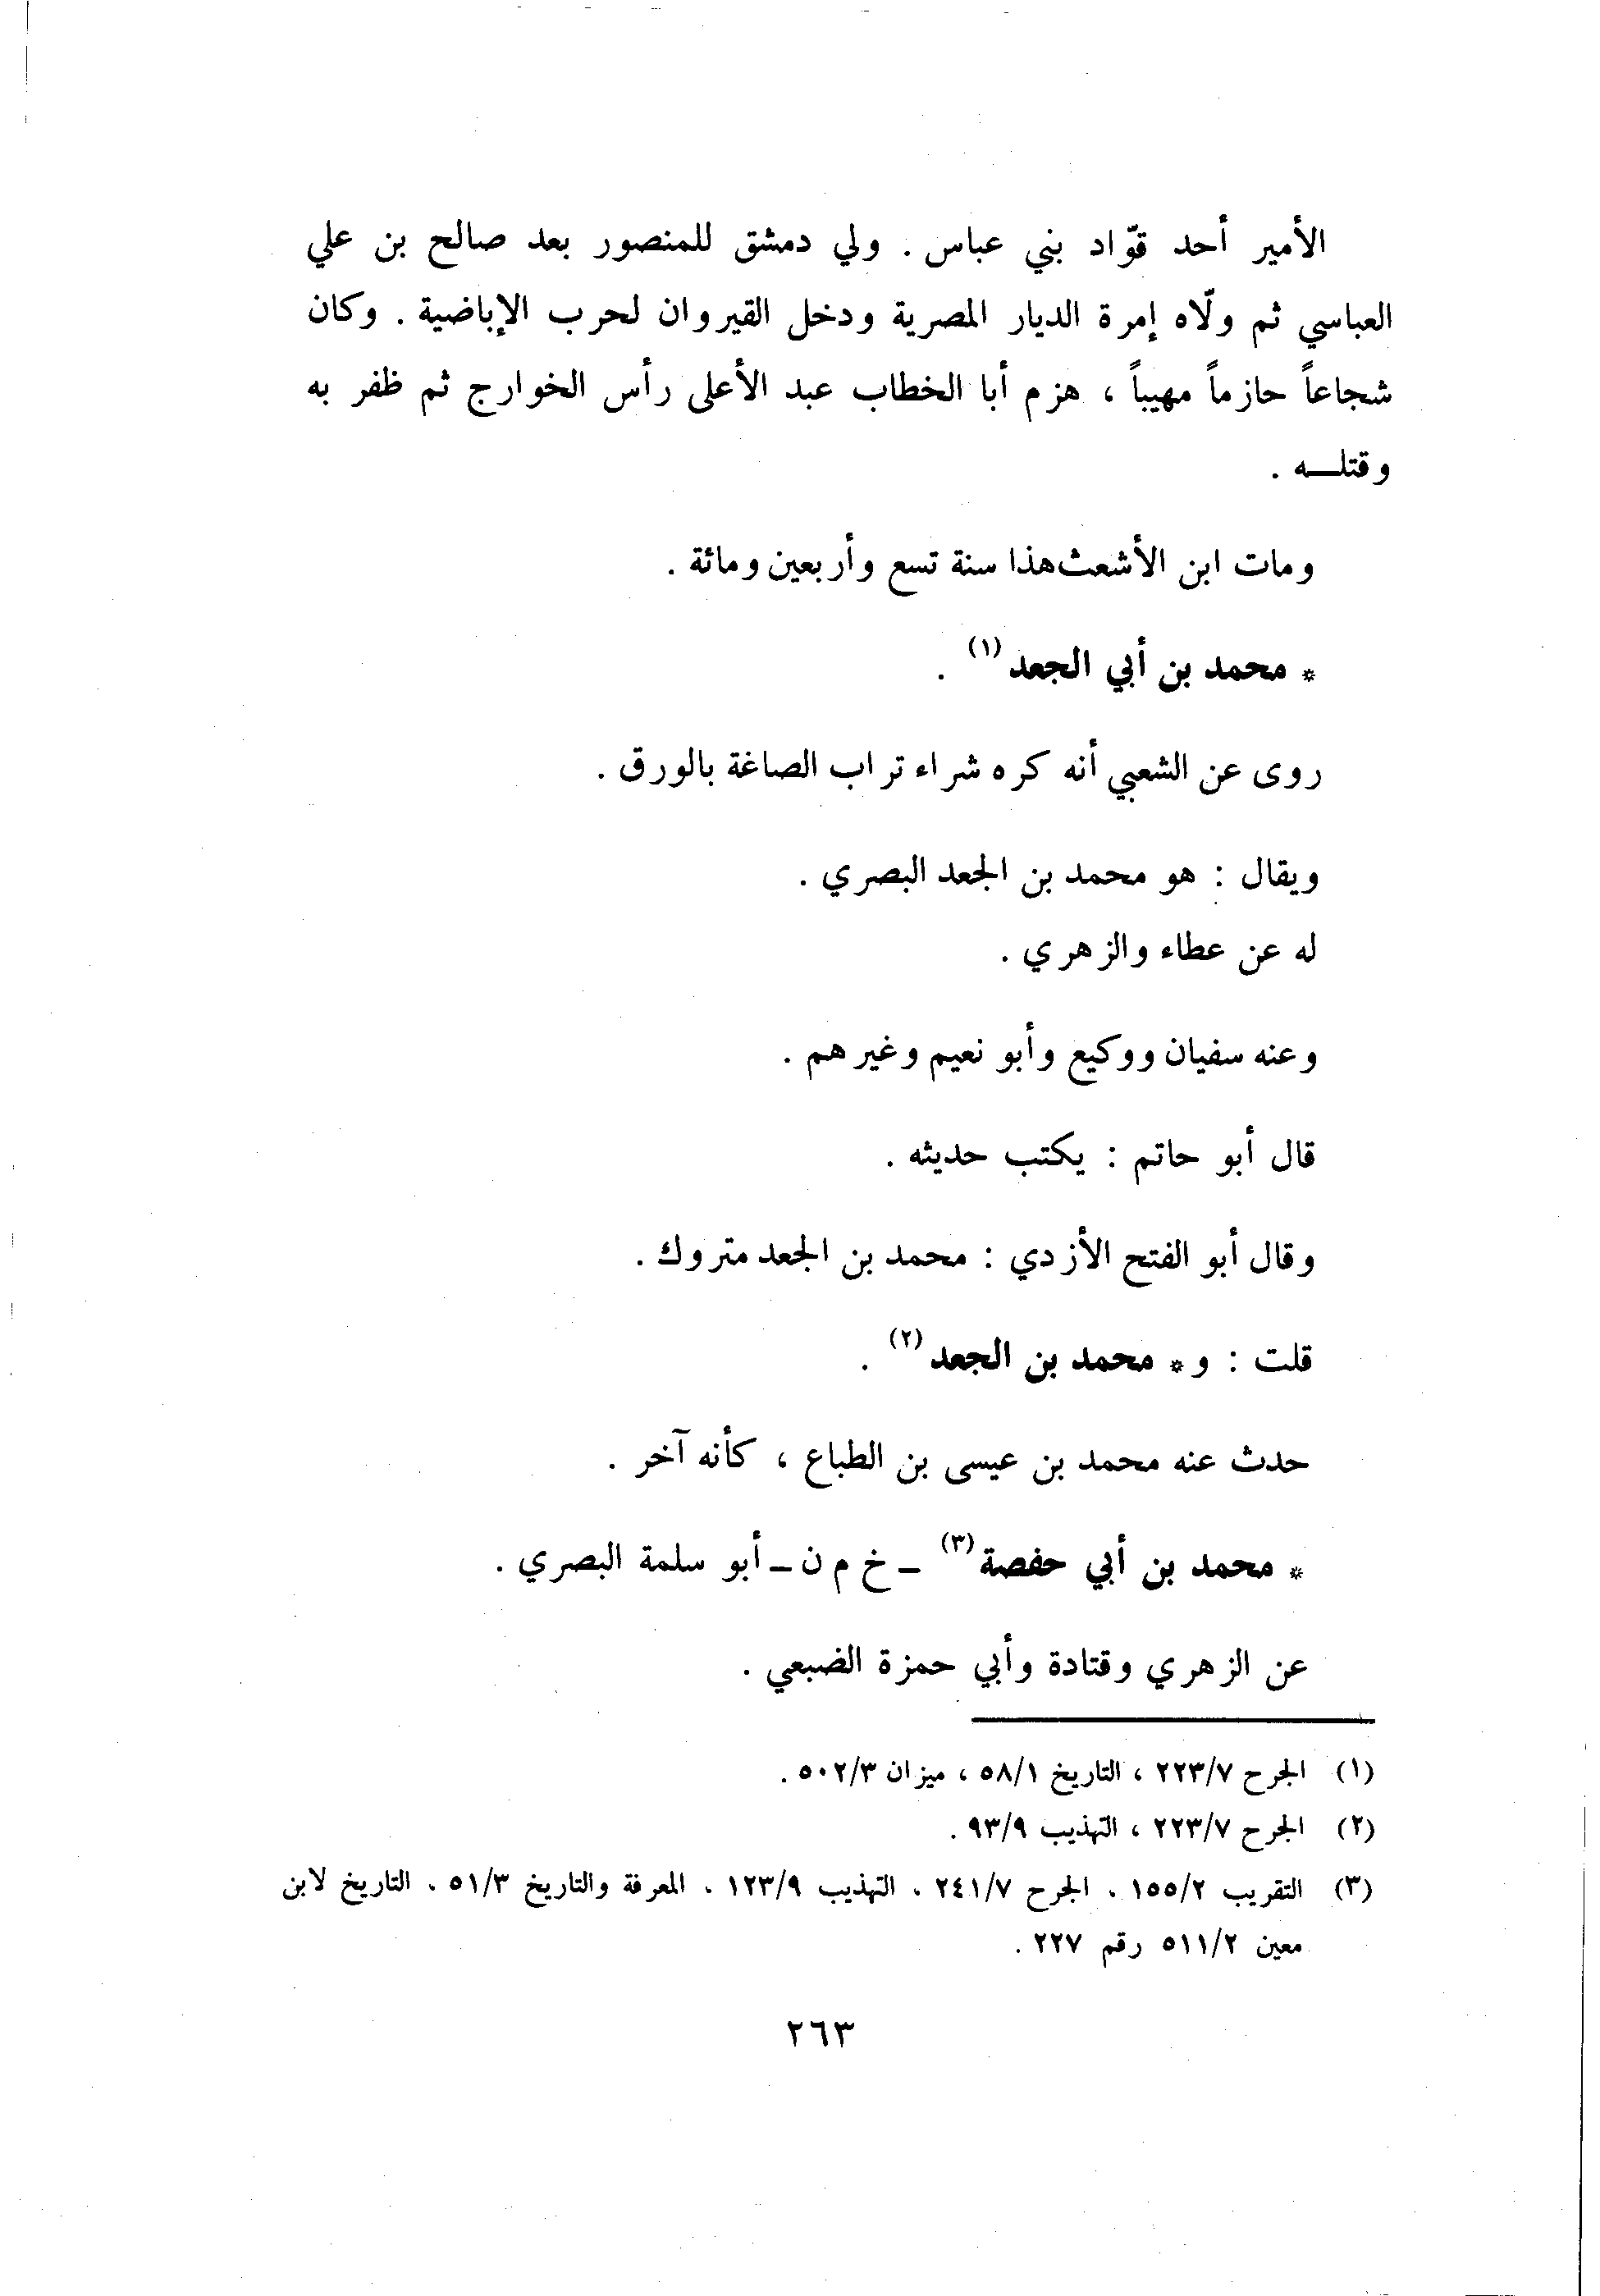 الأمير أحد قوّاد بني عباس . ولي دمشق للمنصور بعد صالح بن علي
العباسي ثم ولّاه إمرة الديار المصرية ودخل القيروان لحرب الإباضية . وكان
شجاعاً حازماً مهيباً ، هزم أبا الخطاب عبد الأعلى رأس الخوارج ثم ظفر به
وقتلـــه .
ومات ابن الأشعث هذا سنة تسع وأربعين ومائة .
* محمد بن أبي الجعد (١) .
روى عن الشعبي أنه كره شراء تراب الصاغة بالورق .
ويقال : هو محمد بن الجعد البصري .
له عن عطاء والزهري .
وعنه سفيان ووكيع وأبو نعيم وغيرهم .
قال أبو حاتم : يكتب حديثه .
وقال أبو الفتح الأزدي : محمد بن الجعد متروك .
قلت : و * محمد بن الجعد (٢) .
حدث عنه محمد بن عيسى بن الطباع ، كأنه آخر .
* محمد بن أبي حفصة (٣) ـ خ م ن ـ أبو سلمة البصري .
عن الزهري وقتادة وأبي حمزة الضبعي .
(١) الجرح ٢٢٣/٧ ، التاريخ ٥٨/١ ، ميزان ٥٠٢/٣ .
(٢) الجرح ٢٢٣/٧ ، التهذيب ٩٣/٩ .
(٣) التقريب ١٥٥/٢ . الجرح ٢٤١/٧ . التهذيب ١٢٣/٩ . المعرفة والتاريخ ٥١/٣ . التاريخ لابن
معين ٥١١/٢ رقم ٢٢٧ .
٢٦٣